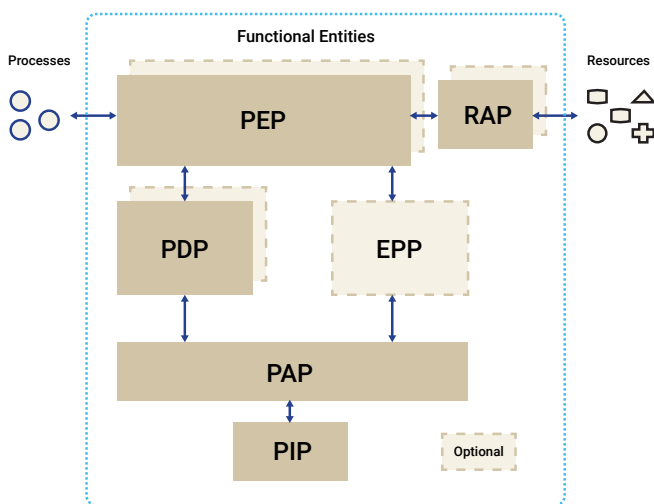 Functional Entities
Processes
Resources
PEP
RAP
PDP
EPP
PAP
PIP
Optional